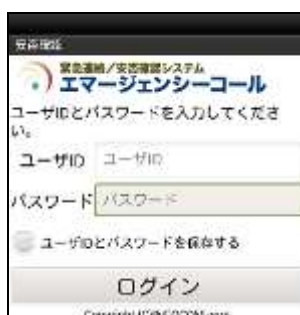 安否確認
緊急連絡/安否確認システム
エマージェンシーコール
ユーザIDとパスワードを入力してくださ
い。
ユーザID
ユーザID
パスワード
パスワード
ユーザIDとパスワードを保存する
ログイン
Copyright